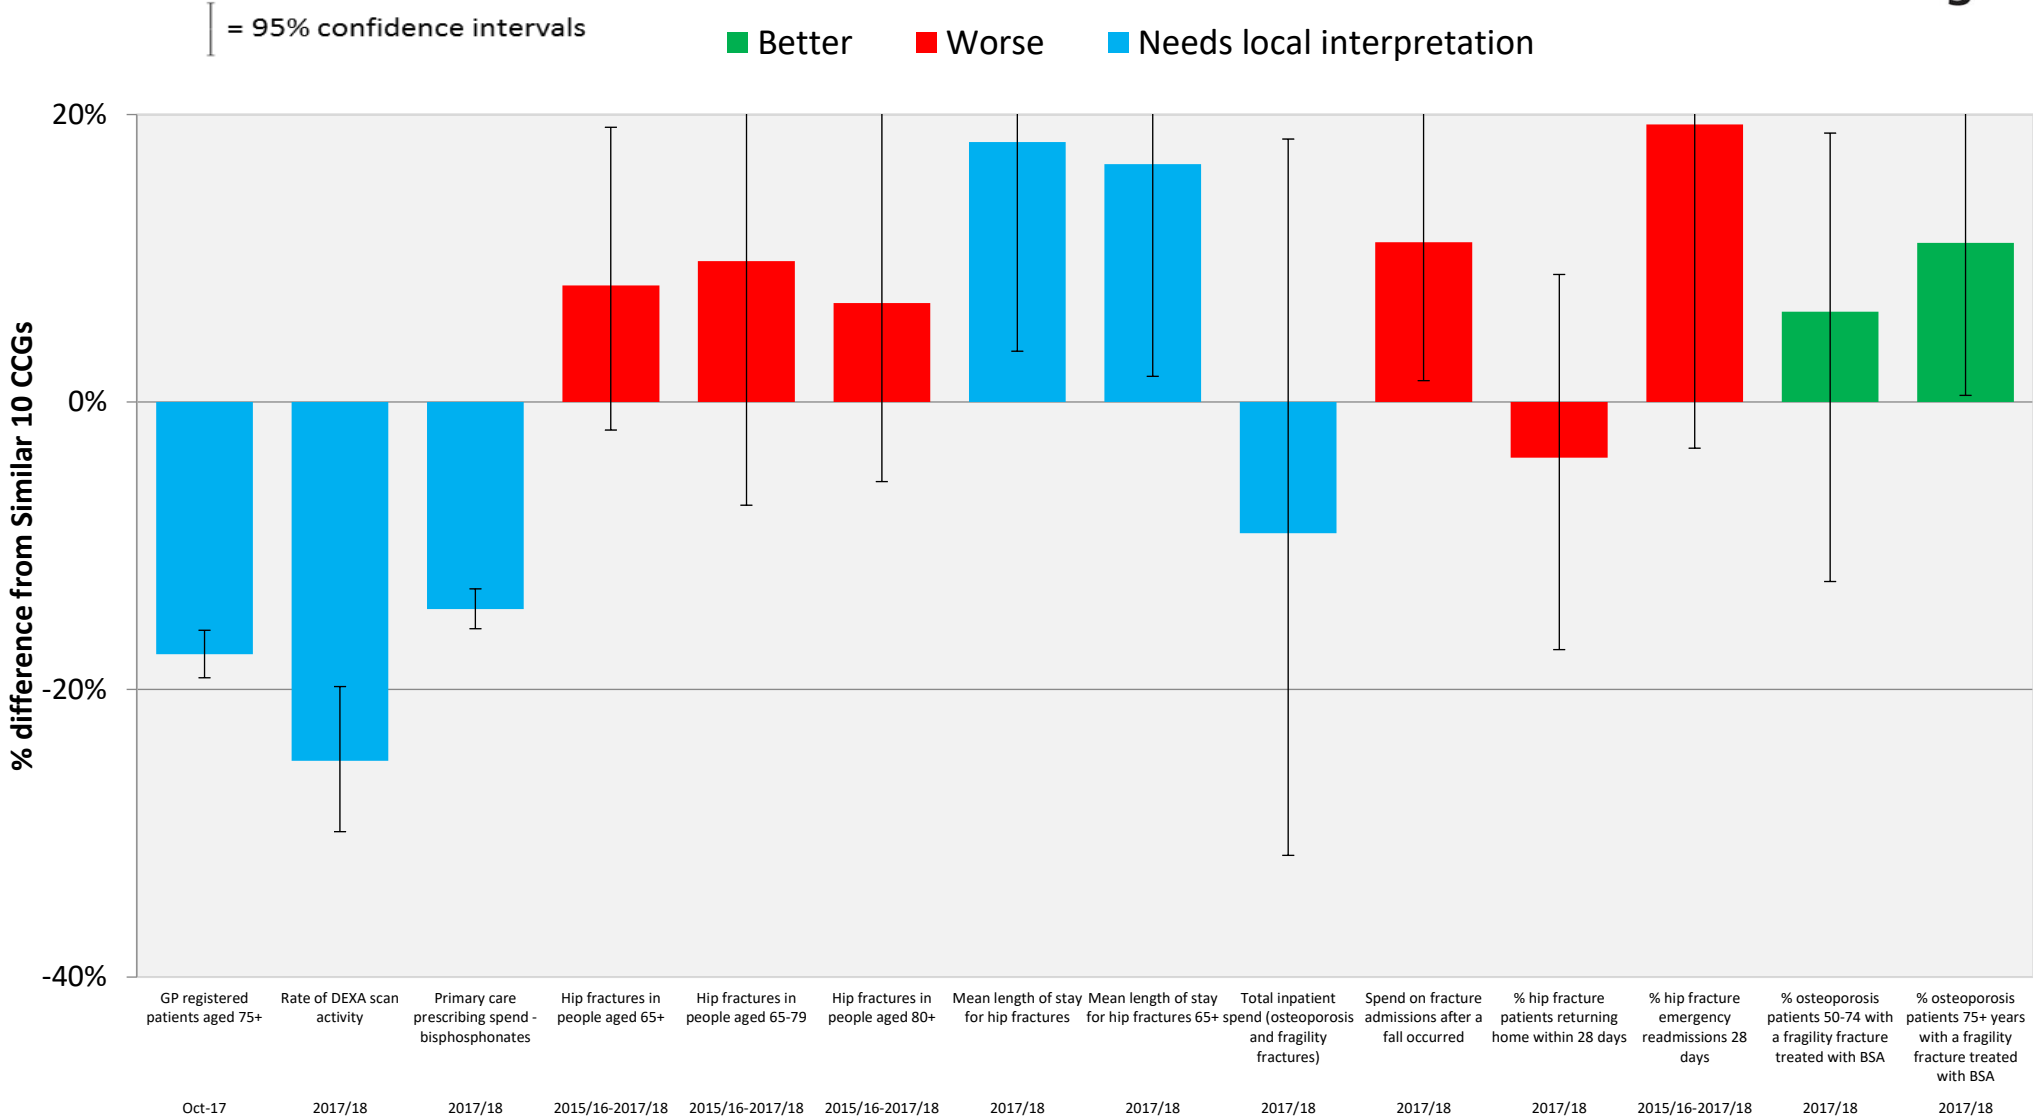 = 95% confidence intervals
Better Worse Needs local interpretation
% difference from Similar 10 CCGs
20%
0%
-20%
-40%
GP registered
patients aged 75+
Oct-17
Rate of DEXA scan
activity
2017/18
Primary care
prescribing spend -
bisphosphonates
2017/18
Hip fractures in
people aged 65+
2015/16-2017/18
Hip fractures in
people aged 65-79
2015/16-2017/18
Hip fractures in
people aged 80+
2015/16-2017/18
Mean length of stay
for hip fractures
2017/18
Mean length of stay
for hip fractures 65+
2017/18
Total inpatient
spend (osteoporosis
and fragility
fractures)
2017/18
Spend on fracture
admissions after a
fall occurred
2017/18
% hip fracture
patients returning
home within 28 days
2017/18
% hip fracture
emergency
readmissions 28
days
2015/16-2017/18
% osteoporosis
patients 50-74 with
a fragility fracture
treated with BSA
2017/18
% osteoporosis
patients 75+ years
with a fragility
fracture treated
with BSA
2017/18